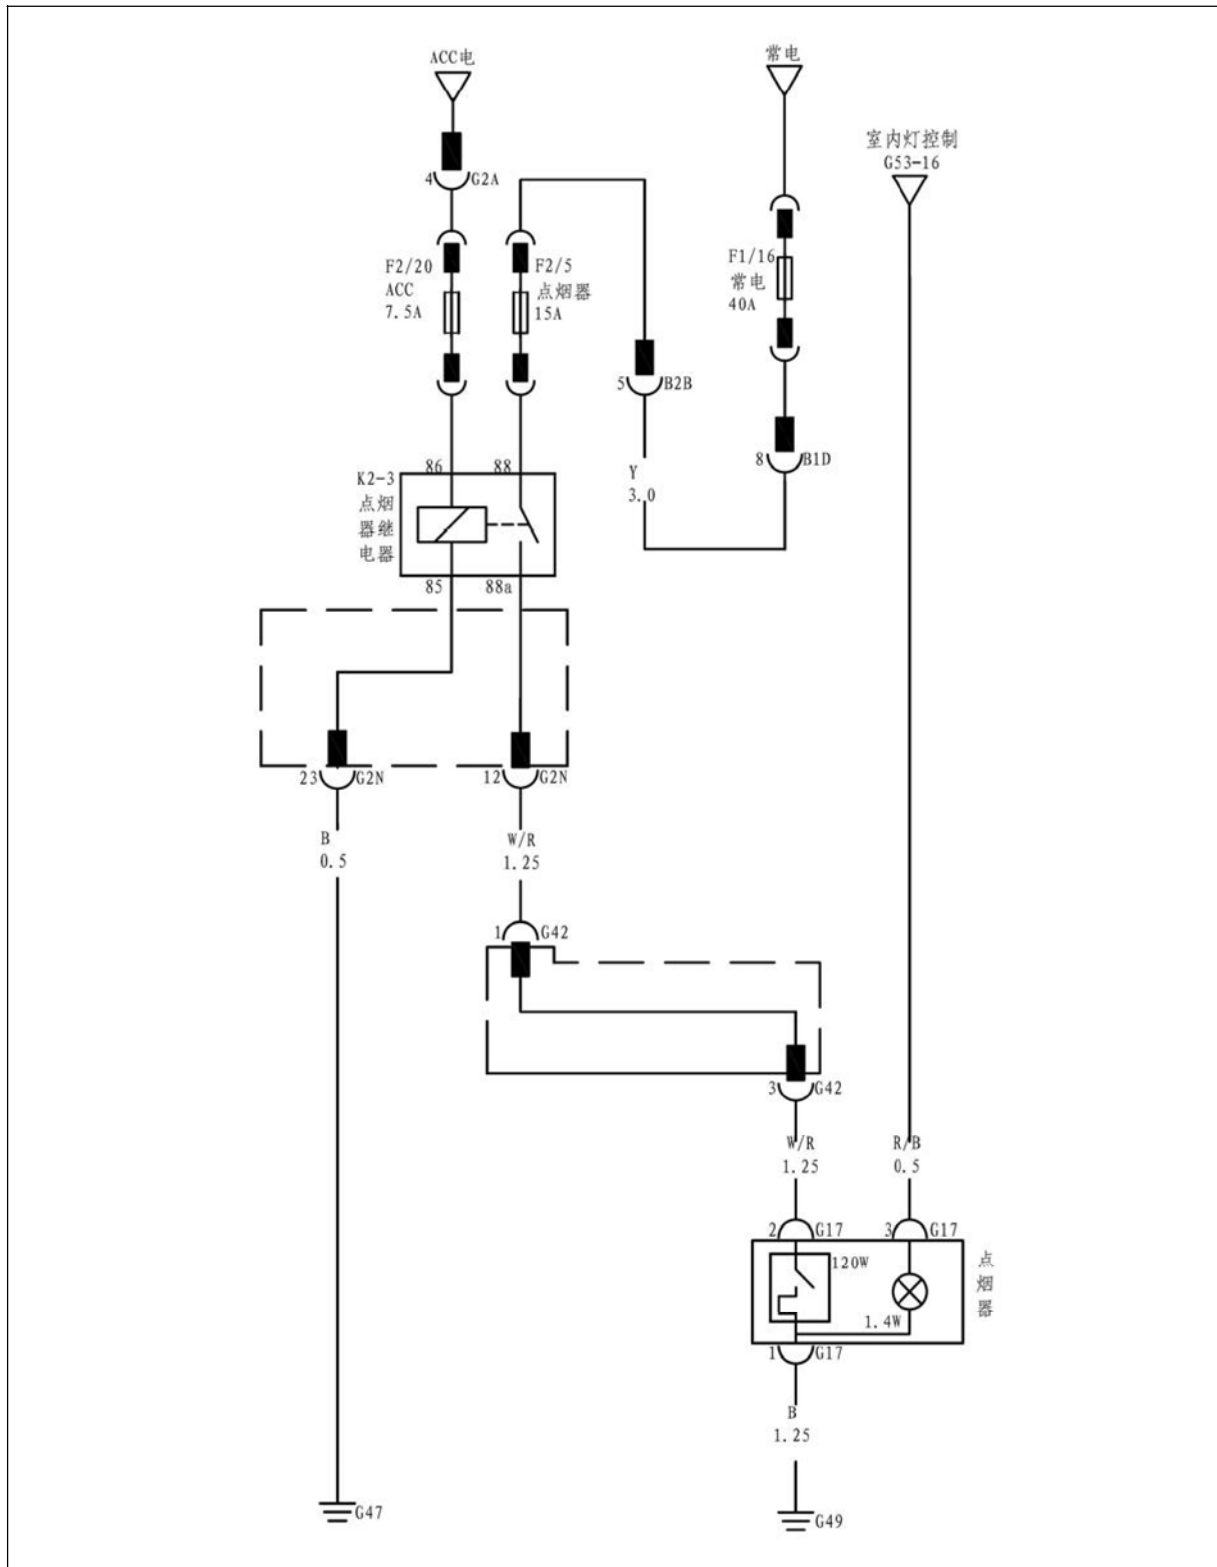 ACC电
常电
室内灯控制
G53-16
4
G2A
F2/20
ACC
7.5A
F2/5
点烟器
15A
F1/16
常电
40A
5
B2B
8
B1D
Y
3.0
K2-3
点烟
器继
电器
86
88
85
88a
23
G2N
12
G2N
B
0.5
W/R
1.25
1
G42
3
G42
W/R
1.25
R/B
0.5
2
G17
3
G17
120W
1.4W
点
烟
器
1
G17
B
1.25
G47
G49